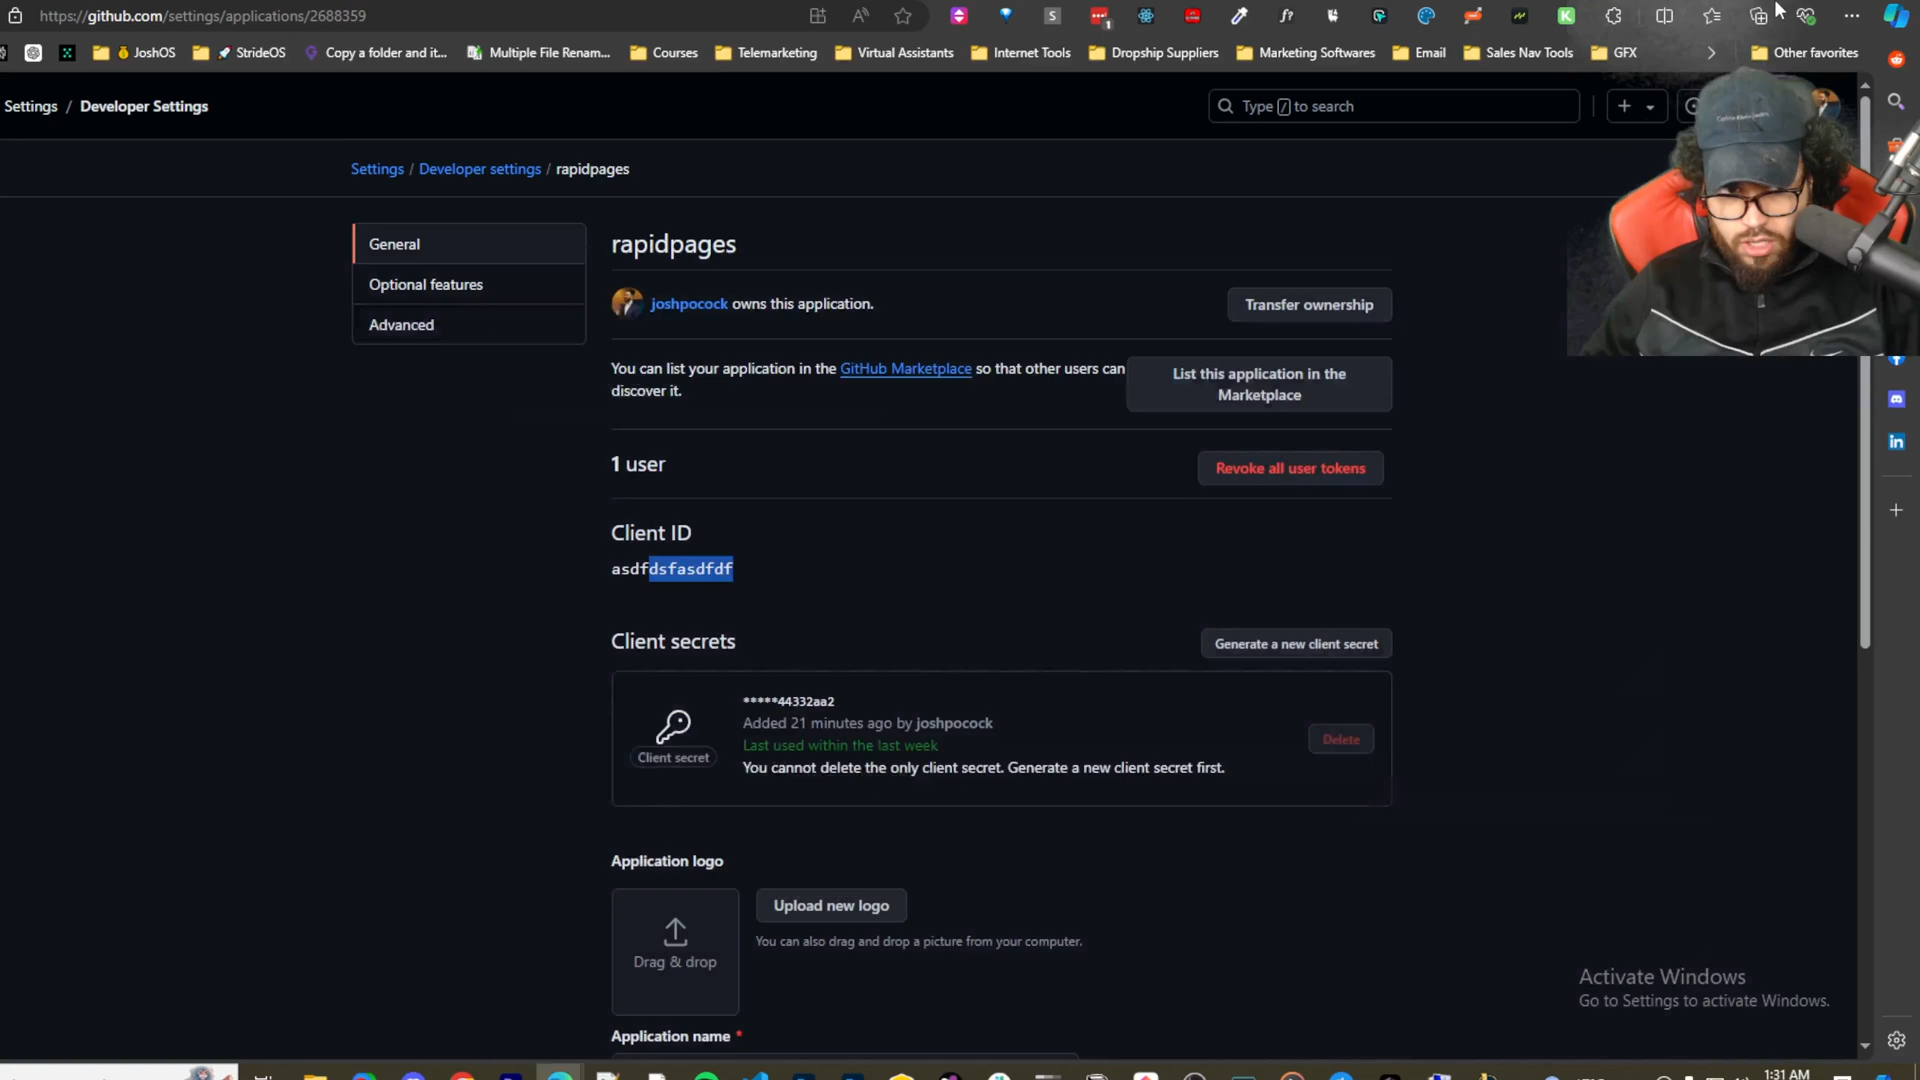 https://github.com/settings/applications/2688359
JoshOS
StrideOS
Copy a folder and it...
Multiple File Renam...
Courses
Telemarketing
Virtual Assistants
Internet Tools
Dropship Suppliers
Marketing Softwares
Email
Sales Nav Tools
GFX
Other favorites
Settings / Developer Settings
Type / to search
Settings / Developer settings / rapidpages
General
Optional features
Advanced
rapidpages
joshpocock owns this application.
Transfer ownership
You can list your application in the GitHub Marketplace so that other users can
discover it.
List this application in the
Marketplace
1 user
Revoke all user tokens
Client ID
asdfdsfasdfdf
Client secrets
Generate a new client secret
*****44332aa2
Added 21 minutes ago by joshpocock
Last used within the last week
You cannot delete the only client secret. Generate a new client secret first.
Client secret
Delete
Application logo
Upload new logo
You can also drag and drop a picture from your computer.
Drag & drop
Application name *
Activate Windows
Go to Settings to activate Windows.
1:31 AM